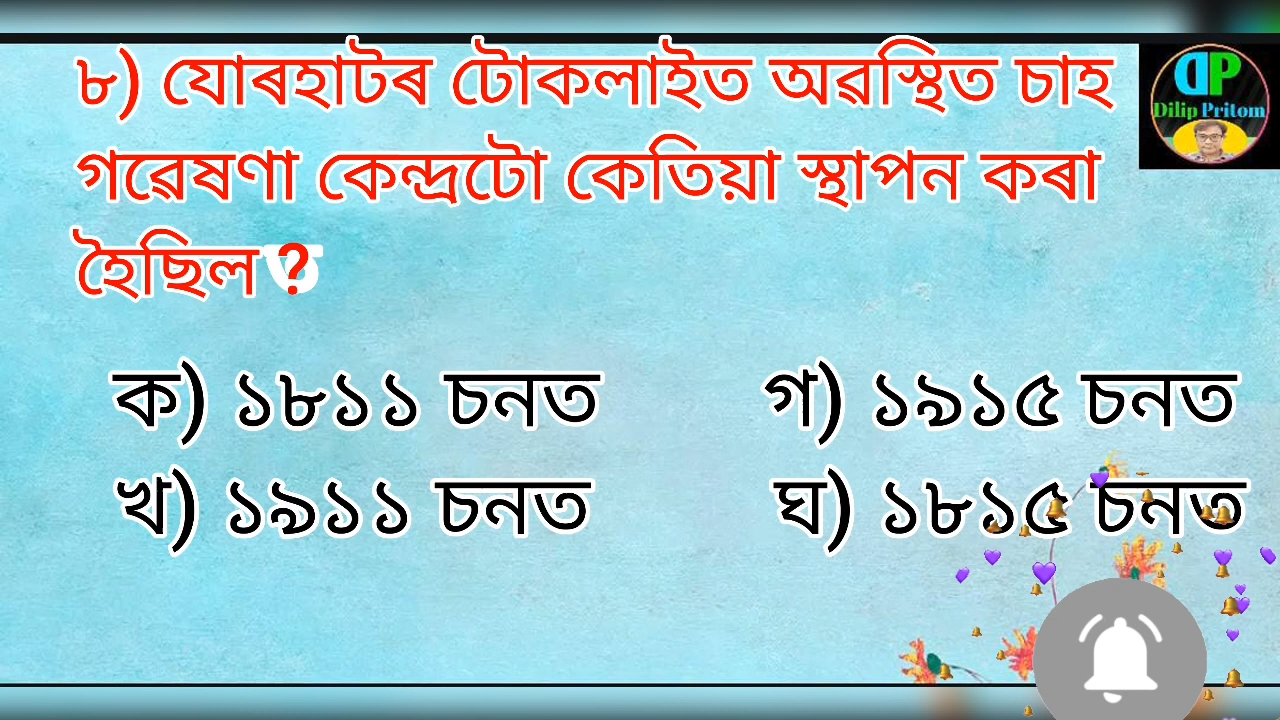 ৮) যোৰহাটৰ টোকলাইত অৱস্থিত চাহ
গৱেষণা কেন্দ্ৰটো কেতিয়া স্থাপন কৰা
হৈছিল ?
ক) ১৮১১ চনত
গ) ১৯১৫ চনত
খ) ১৯১১ চনত
ঘ) ১৮১৫ চনত
DP
Dilip Pritom